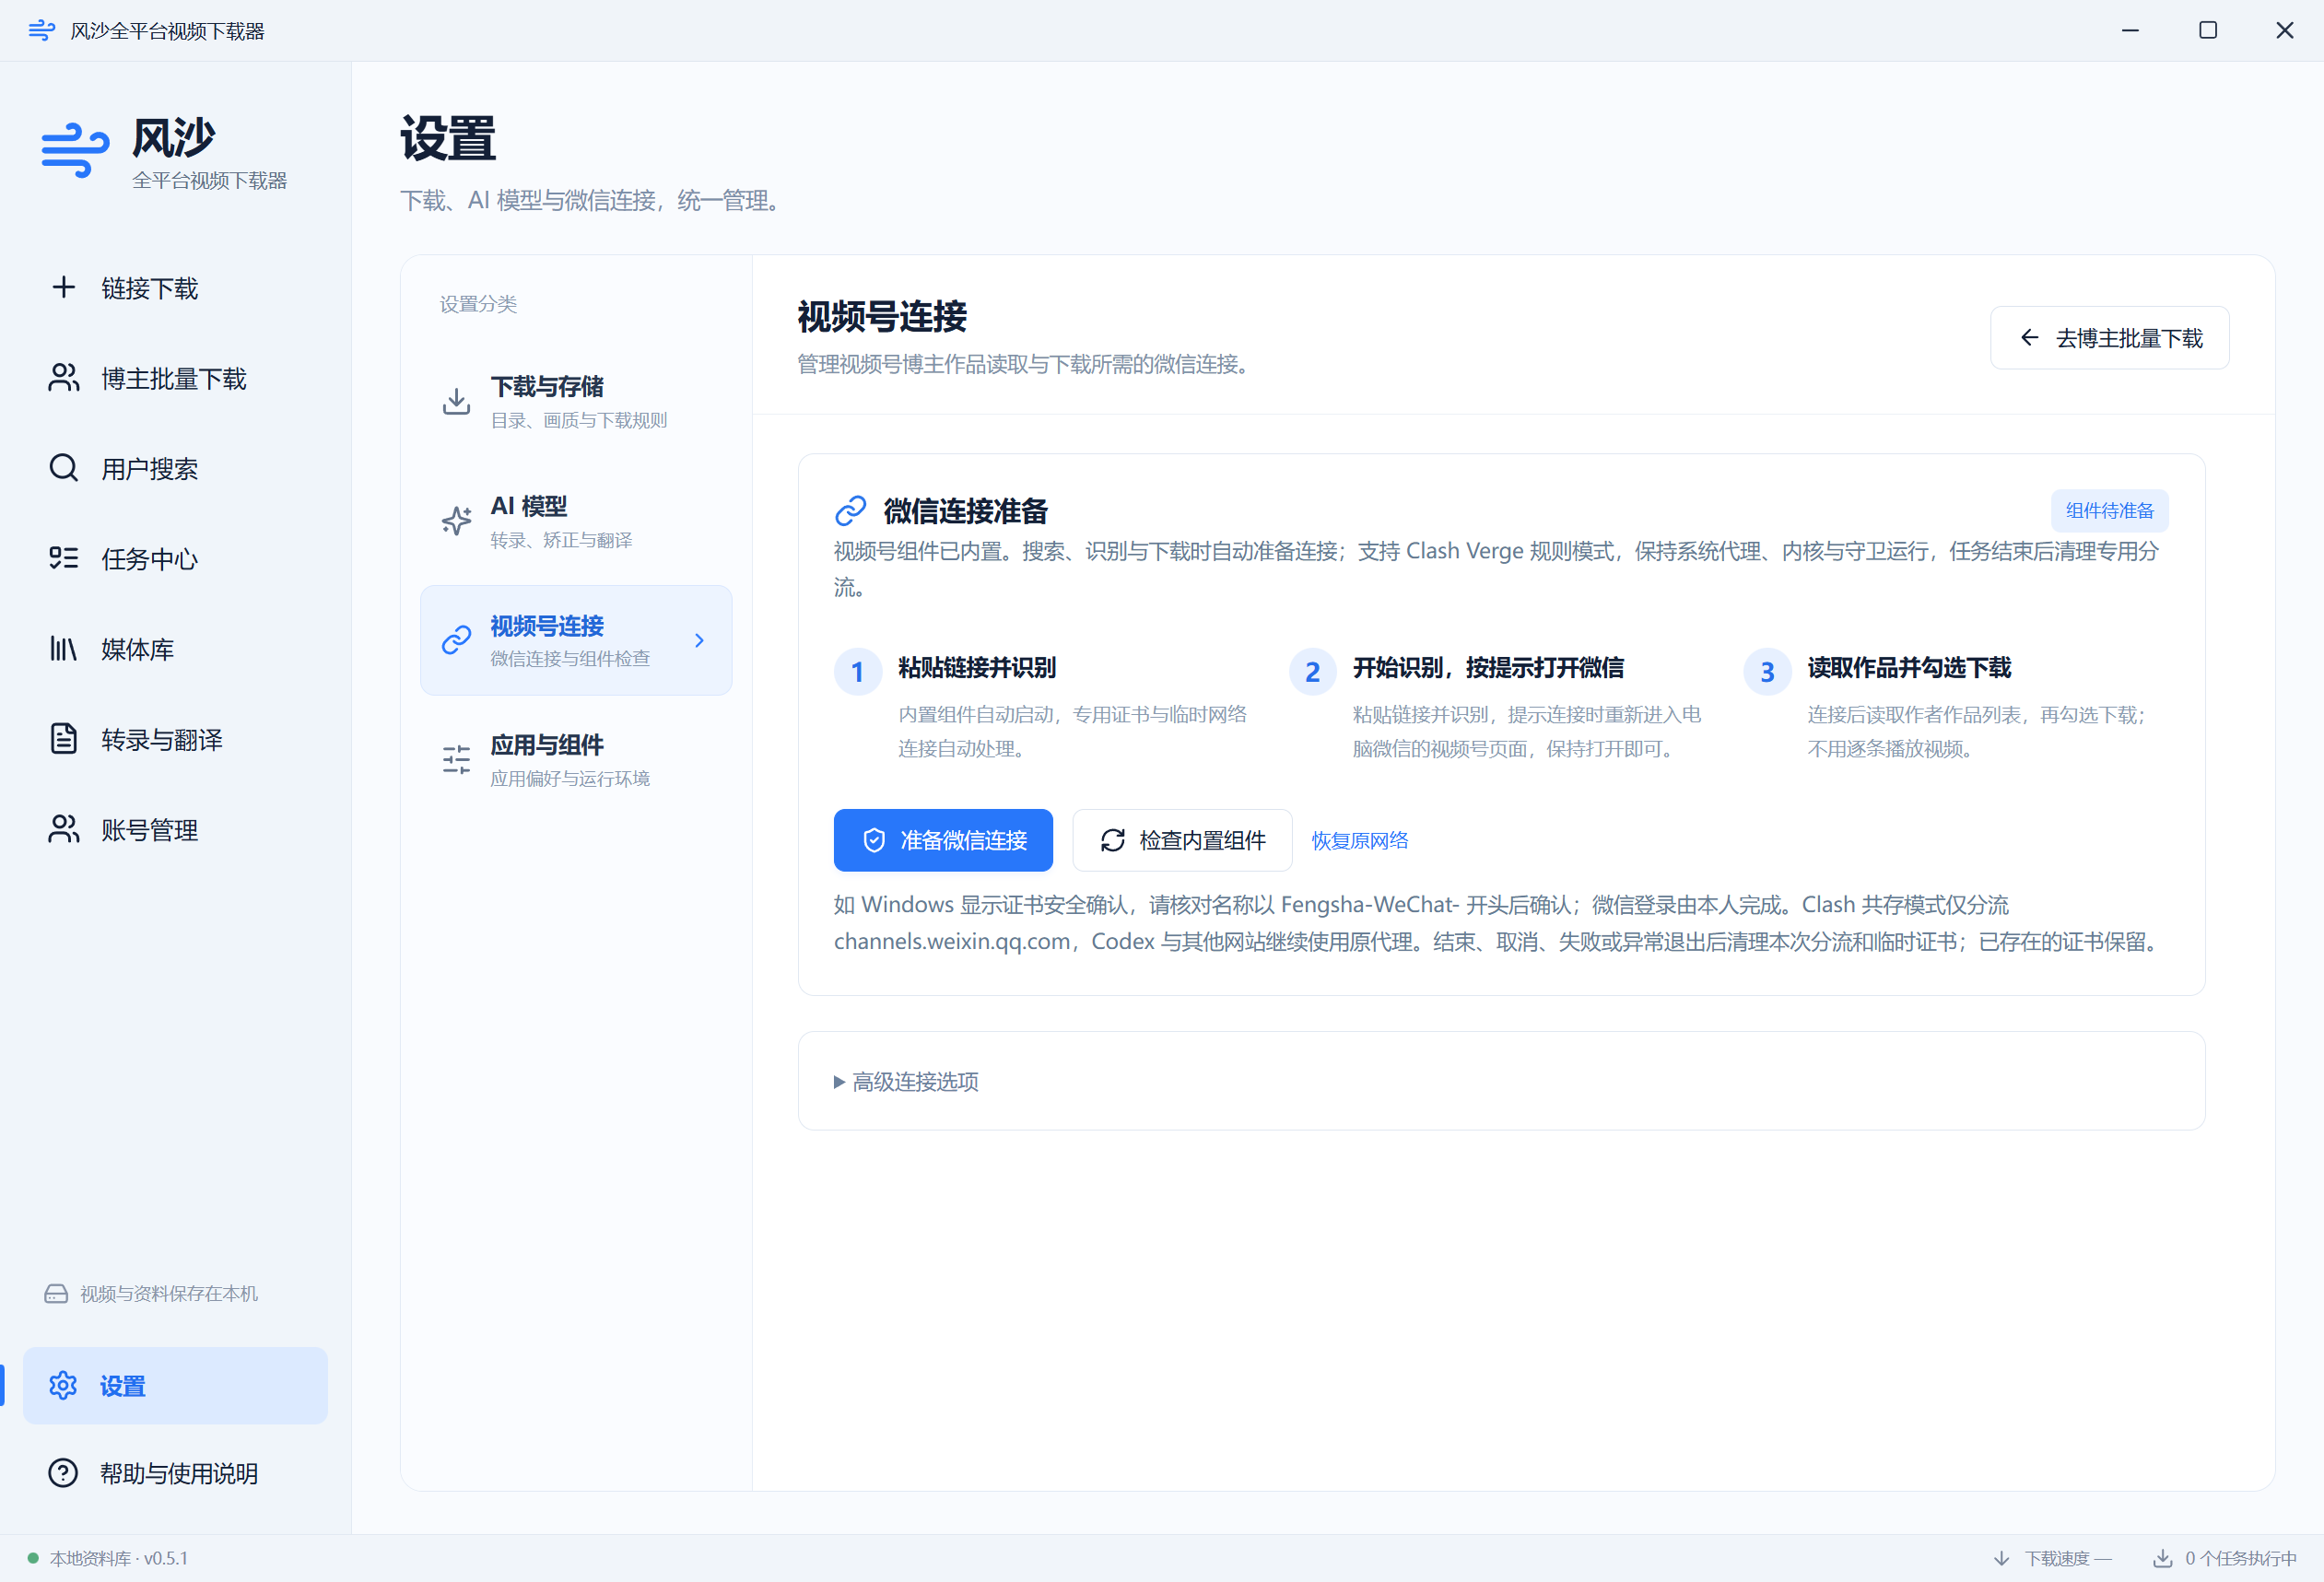 风沙全平台视频下载器
风沙
全平台视频下载器
链接下载
博主批量下载
用户搜索
任务中心
媒体库
转录与翻译
账号管理
视频与资料保存在本机
设置
帮助与使用说明
设置
下载、AI 模型与微信连接，统一管理。
设置分类
下载与存储
目录、画质与下载规则
AI 模型
转录、矫正与翻译
视频号连接
微信连接与组件检查
应用与组件
应用偏好与运行环境
视频号连接
管理视频号博主作品读取与下载所需的微信连接。
去博主批量下载
微信连接准备
组件待准备
视频号组件已内置。搜索、识别与下载时自动准备连接；支持 Clash Verge 规则模式，保持系统代理、内核与守卫运行，任务结束后清理专用分
流。
1 粘贴链接并识别
内置组件自动启动，专用证书与临时网络
连接自动处理。
2 开始识别，按提示打开微信
粘贴链接并识别，提示连接时重新进入电
脑微信的视频号页面，保持打开即可。
3 读取作品并勾选下载
连接后读取作者作品列表，再勾选下载；
不用逐条播放视频。
准备微信连接
检查内置组件
恢复原网络
如 Windows 显示证书安全确认，请核对名称以 Fengsha-WeChat- 开头后确认；微信登录由本人完成。Clash 共存模式仅分流
channels.weixin.qq.com，Codex 与其他网站继续使用原代理。结束、取消、失败或异常退出后清理本次分流和临时证书；已存在的证书保留。
高级连接选项
本地资料库 · v0.5.1
下载速度 —
0 个任务执行中